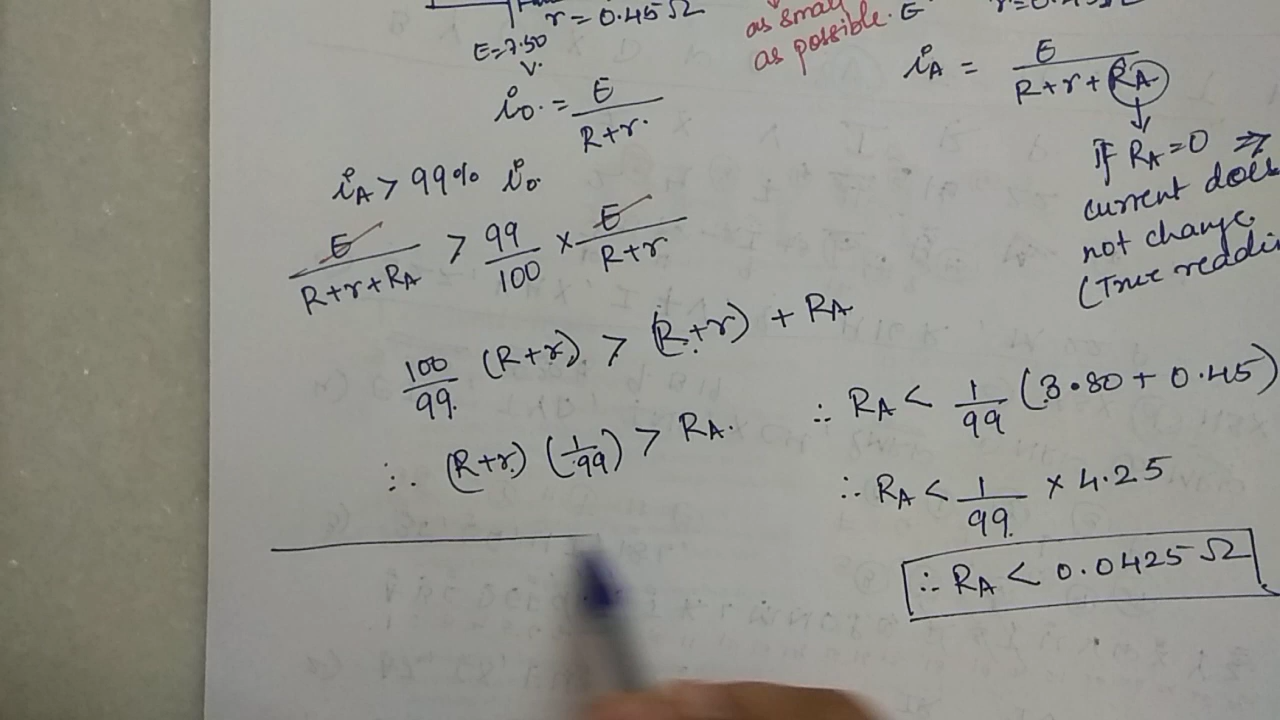 r = 0.45 Ω
E=7.50
V.
i₀. = E / (R+r.)
as small
as possible.
E
i_A = E / (R+r+R_A)
if R_A=0 ⇒
current does
not change.
(True readi
i_A > 99% i₀.
E / (R+r+R_A) > 99/100 × E / (R+r)
100/99. (R+r) > (R+r) + R_A
∴ (R+r) (1/99) > R_A.
∴ R_A < 1/99 (3.80 + 0.45)
∴ R_A < 1/99. × 4.25
∴ R_A < 0.0425 Ω